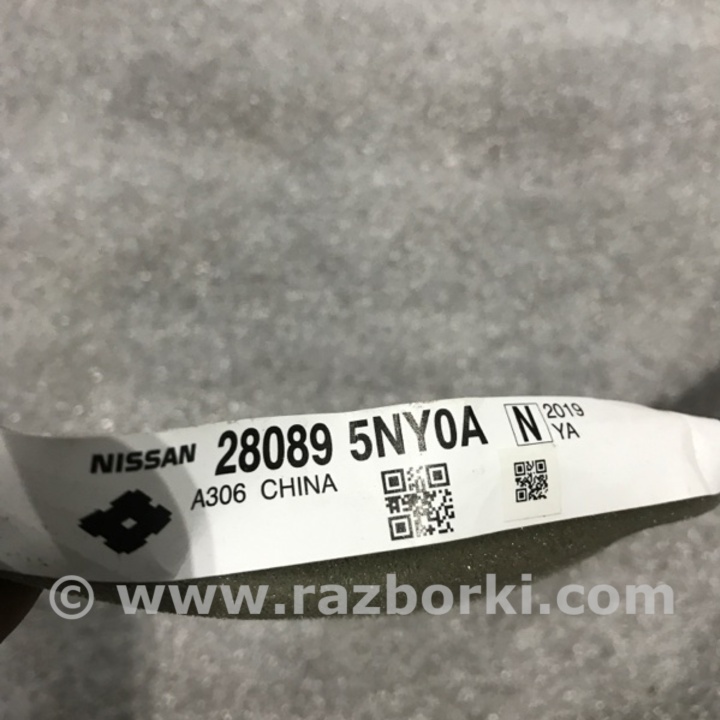 NISSAN 28089 5NY0A N 2019
YA
A306 CHINA
© www.razborki.com